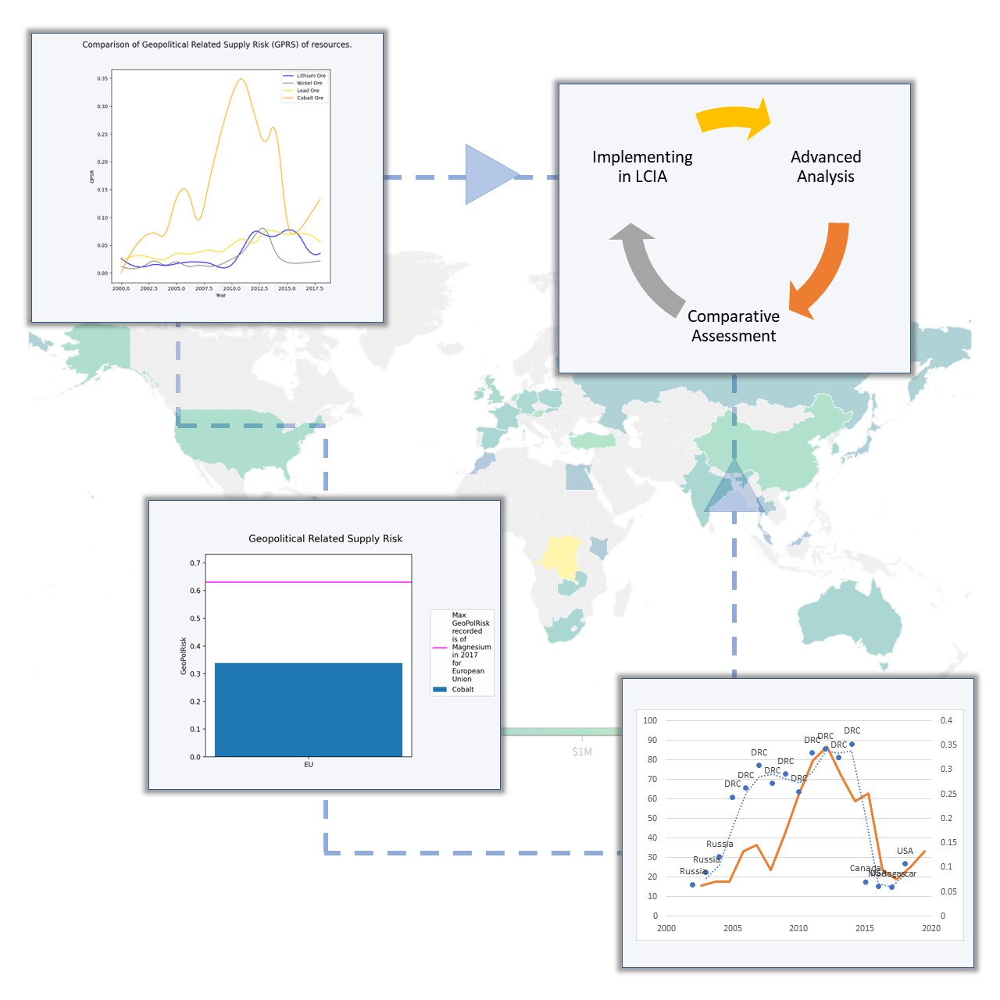 Comparison of Geopolitical Related Supply Risk (GPRS) of resources.
Lithium Ore
Nickel Ore
Lead Ore
Cobalt Ore
0.35
0.30
0.25
0.20
0.15
0.10
0.05
0.00
GPSR
2000.0 2002.5 2005.0 2007.5 2010.0 2012.5 2015.0 2017.5
Year
Implementing
in LCIA
Advanced
Analysis
Comparative
Assessment
Geopolitical Related Supply Risk
0.7
0.6
0.5
0.4
0.3
0.2
0.1
0.0
GeoPolRisk
EU
Max
GeoPolRisk
recorded
is of
Magnesium
in 2017
for
European
Union
Cobalt
$1M
100
90
80
70
60
50
40
30
20
10
0
0.4
0.35
0.3
0.25
0.2
0.15
0.1
0.05
0
Russia
Russia
Russia
DRC
DRC
DRC
DRC
DRC
DRC
DRC
DRC
DRC
DRC
Canada
USA
Madagascar
USA
2000 2005 2010 2015 2020